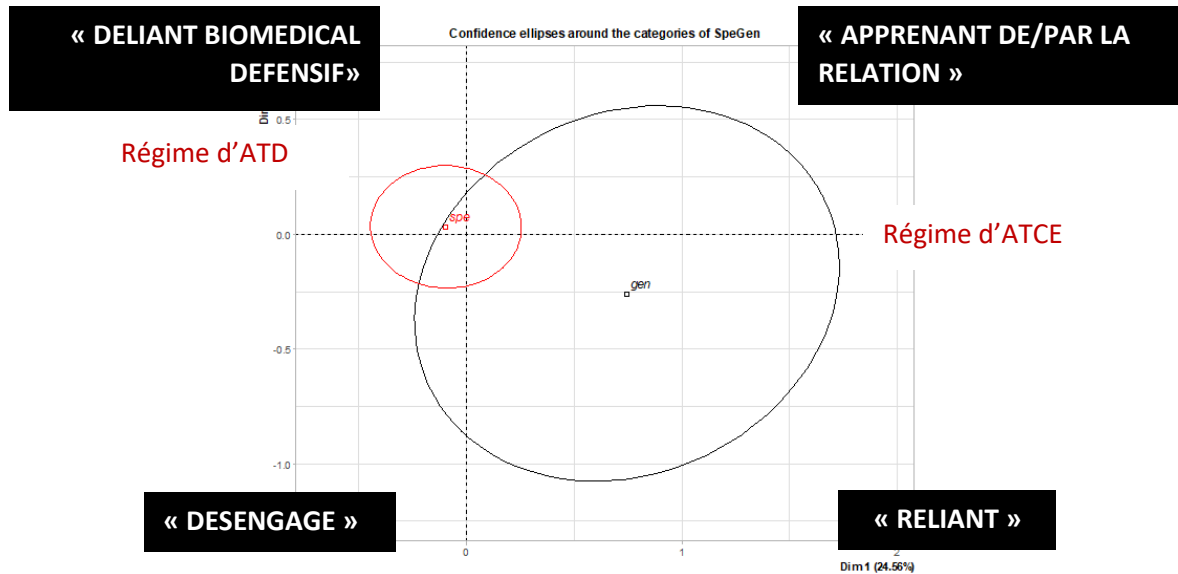 « DELIANT BIOMEDICAL
DEFENSIF»
Confidence ellipses around the categories of SpeGen
« APPRENANT DE/PAR LA
RELATION »
0.5
Régime d’ATD
spe
0.0
Régime d’ATCE
gen
-0.5
-1.0
« DESENGAGE »
« RELIANT »
0
1
2
Dim 1 (24.56%)